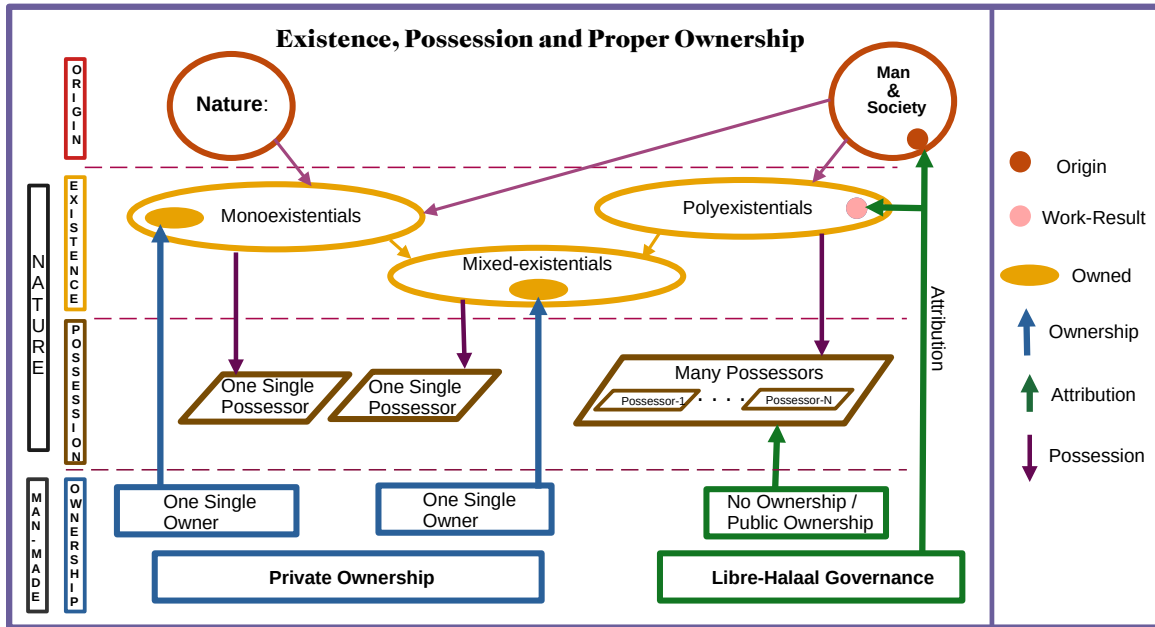 Existence, Possession and Proper Ownership
ORIGIN
Nature:
Man
&
Society
NATURE
EXISTENCE
Monoexistentials
Polyexistentials
Mixed-existentials
POSSESSION
One Single
Possessor
One Single
Possessor
Many Possessors
Possessor-1
. . . .
Possessor-N
Attribution
MAN-MADE
OWNERSHIP
One Single
Owner
One Single
Owner
No Ownership /
Public Ownership
Private Ownership
Libre-Halaal Governance
Origin
Work-Result
Owned
Ownership
Attribution
Possession